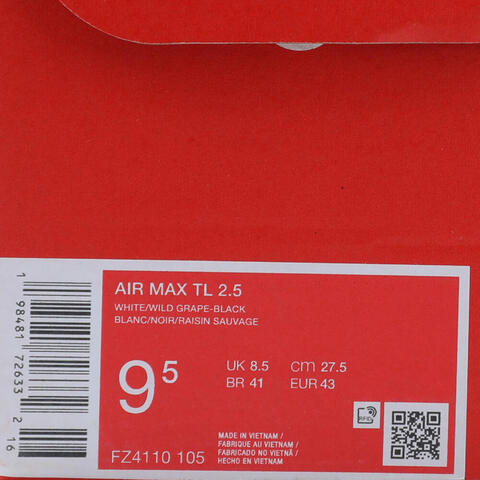 AIR MAX TL 2.5
WHITE/WILD GRAPE-BLACK
BLANC/NOIR/RAISIN SAUVAGE
9 5
UK 8.5 cm 27.5
BR 41 EUR 43
RFID
MADE IN VIETNAM /
FABRIQUE AU VIETNAM /
FABRICADO NO VIETNÃ /
HECHO EN VIETNAM
FZ4110 105
1 98481 72633 2 16